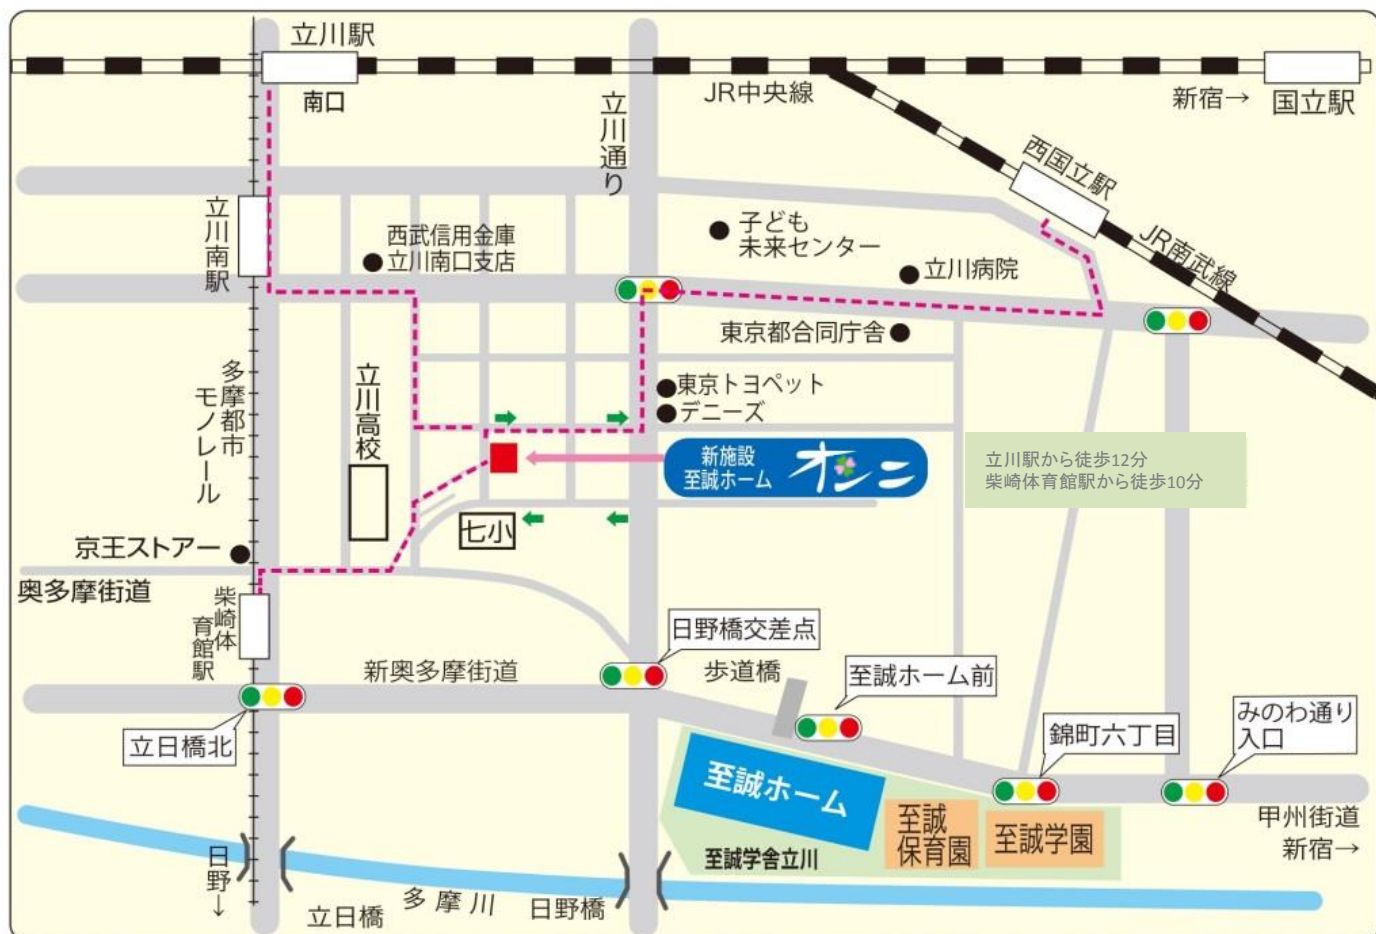 立川駅
南口
JR中央線
新宿→
国立駅
立川通り
西国立駅
JR南武線
立川南駅
西武信用金庫
立川南口支店
子ども
未来センター
立川病院
東京都合同庁舎
多摩都市
モノレール
立川高校
東京トヨペット
デニーズ
新施設
至誠ホーム
オンニ
立川駅から徒歩12分
柴崎体育館駅から徒歩10分
七小
京王ストアー
奥多摩街道
柴崎体
育館駅
日野橋交差点
新奥多摩街道
歩道橋
至誠ホーム前
立日橋北
錦町六丁目
みのわ通り
入口
至誠ホーム
至誠
保育園
至誠学園
至誠学舎立川
甲州街道
新宿→
日野→
立日橋
多摩川
日野橋